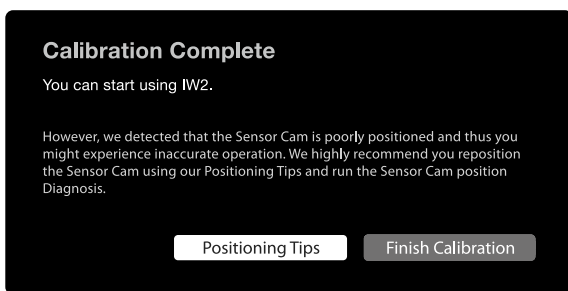 Calibration Complete
You can start using IW2.
However, we detected that the Sensor Cam is poorly positioned and thus you
might experience inaccurate operation. We highly recommend you reposition
the Sensor Cam using our Positioning Tips and run the Sensor Cam position
Diagnosis.
Positioning Tips
Finish Calibration